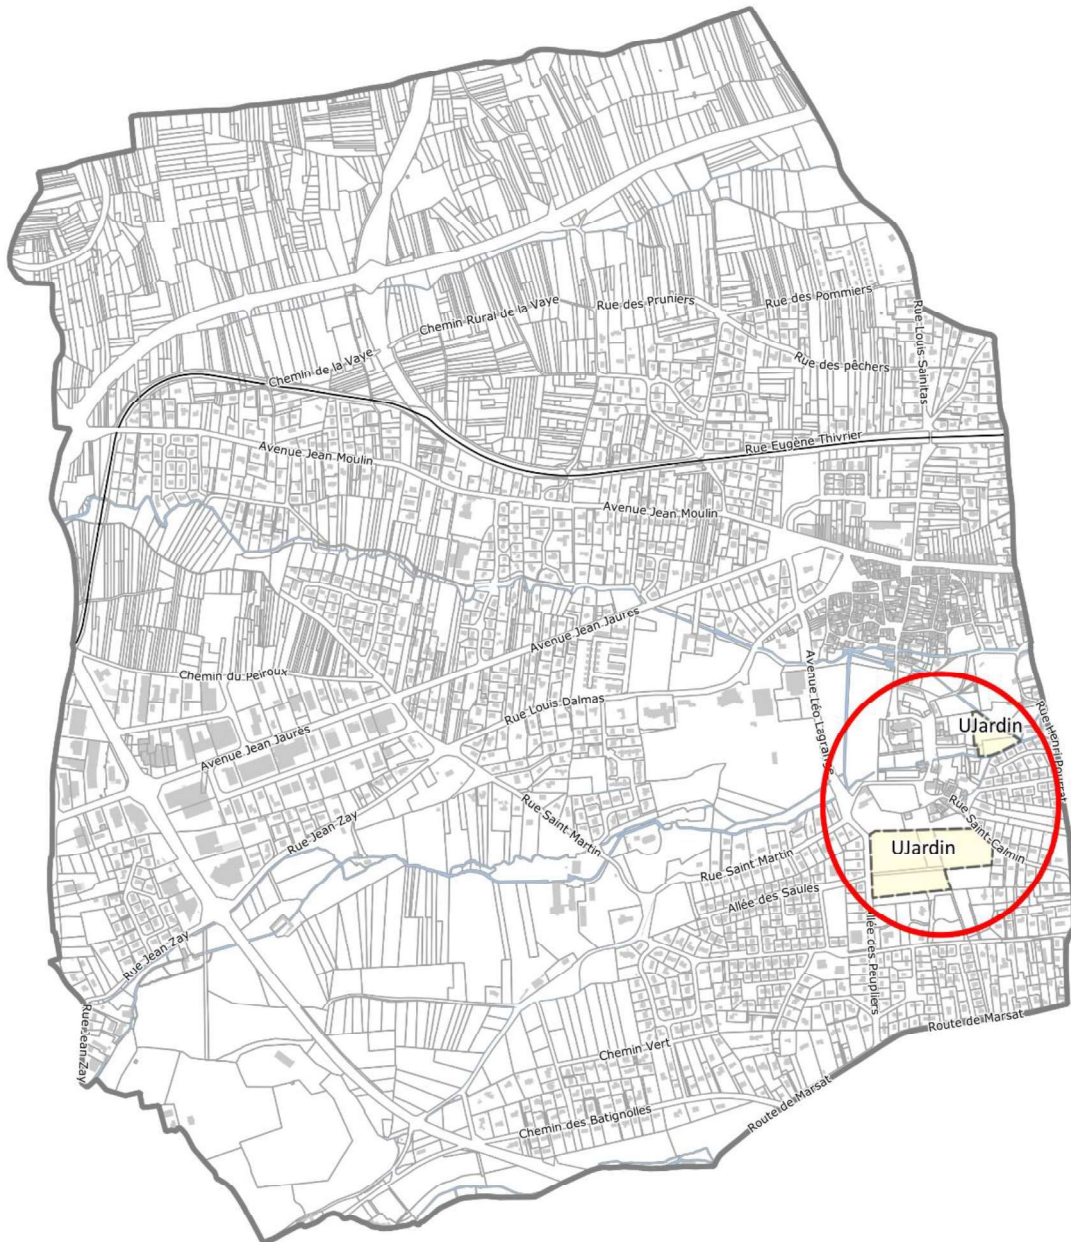 Chemin Rural de la Vaye
Rue des Pruniers
Rue des Pommiers
Rue Louis Sainitas
Chemin de la Vaye
Rue des pêchers
Avenue Jean Moulin
Rue Eugène Thivrier
Avenue Jean Moulin
Avenue Jean Jaurès
Chemin du Peiroux
Avenue Léo Lagrange
Rue Louis Dalmas
Rue Henri Pourrat
UJardin
Avenue Jean Jaurès
Rue Jean Zay
Rue Saint Martin
Rue Saint Calmin
UJardin
Rue Saint Martin
Allée des Saules
Rue Jean Zay
Allée des Peupliers
Rue Jean Zay
Route de Marsat
Chemin Vert
Chemin des Batignolles
Route de Marsat